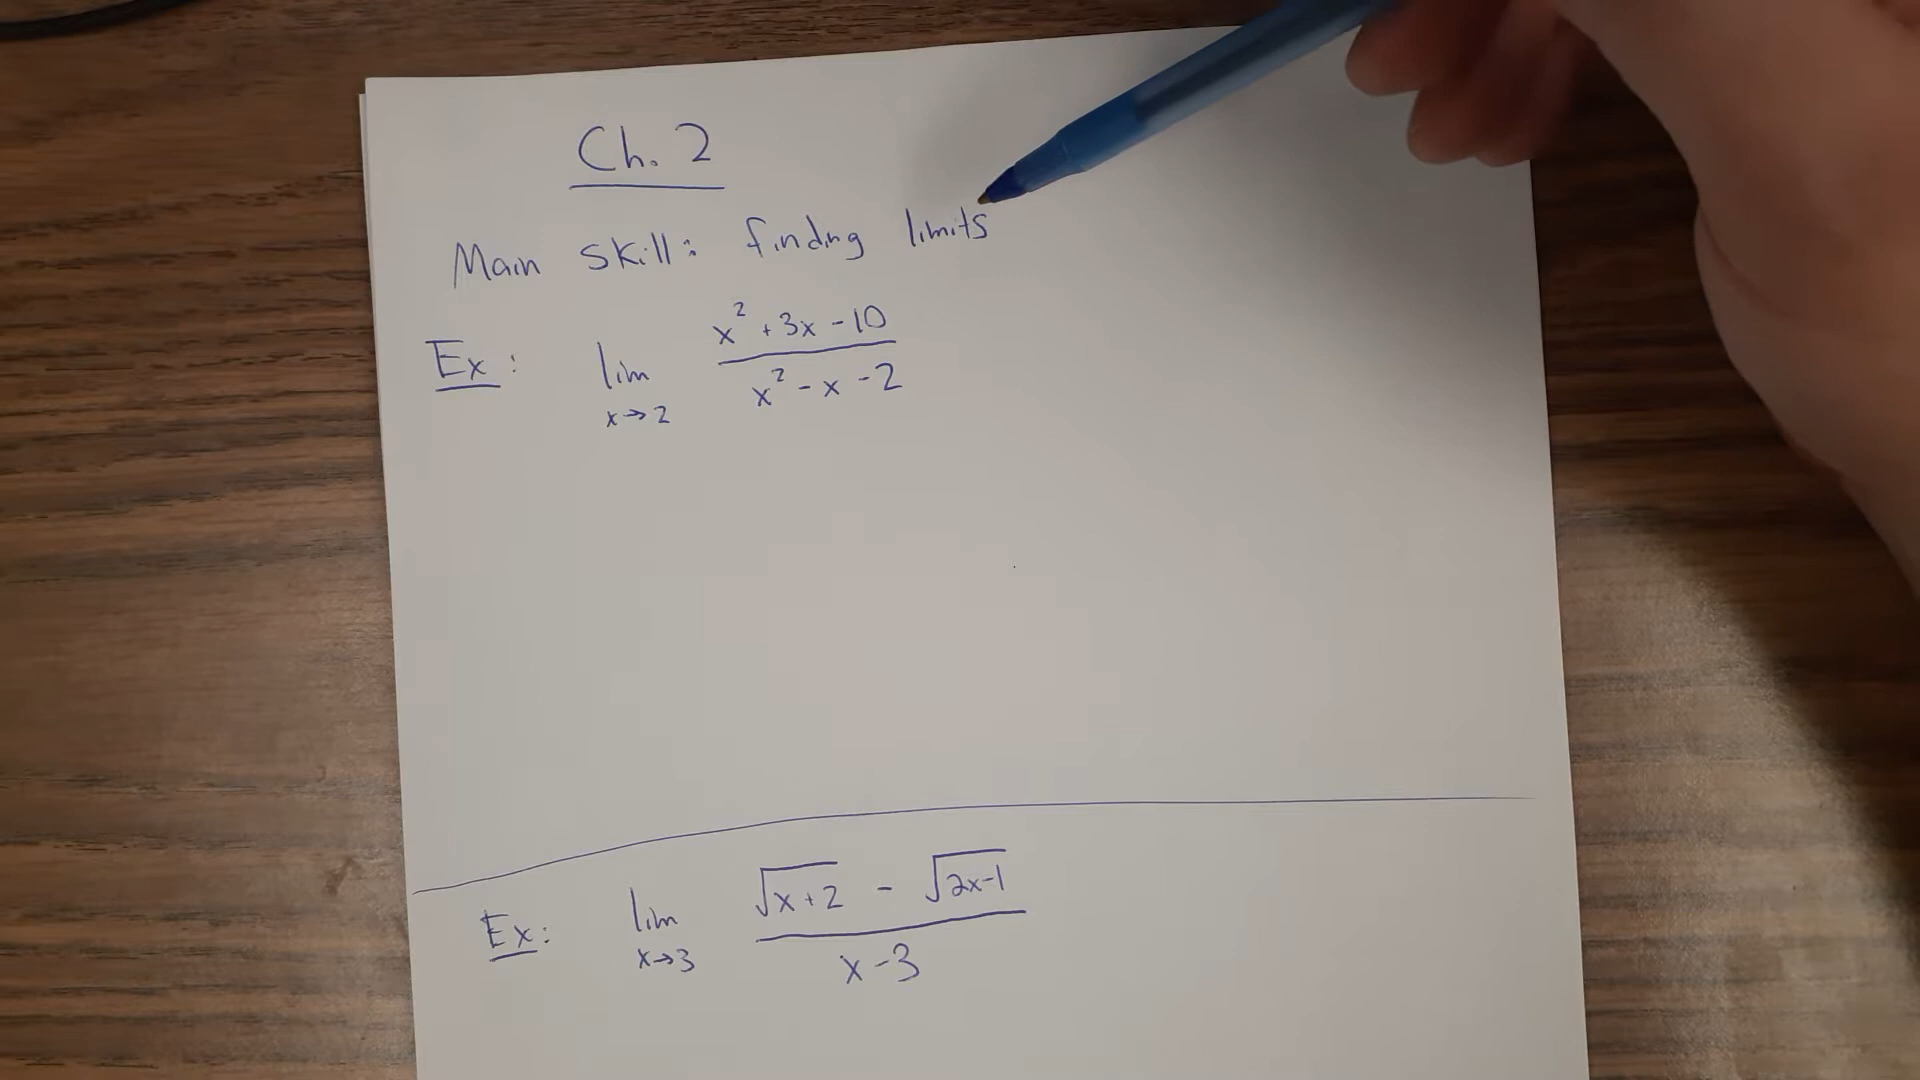 Ch. 2
Main skill: finding limits
Ex: lim x→2 (x² + 3x - 10) / (x² - x - 2)
Ex: lim x→3 (√(x+2) - √(2x-1)) / (x-3)